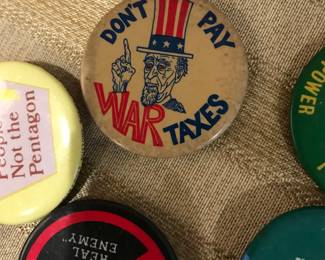 DON'T PAY
WAR TAXES
People
Not the
Pentagon
POWER
REAL
ENEMY"